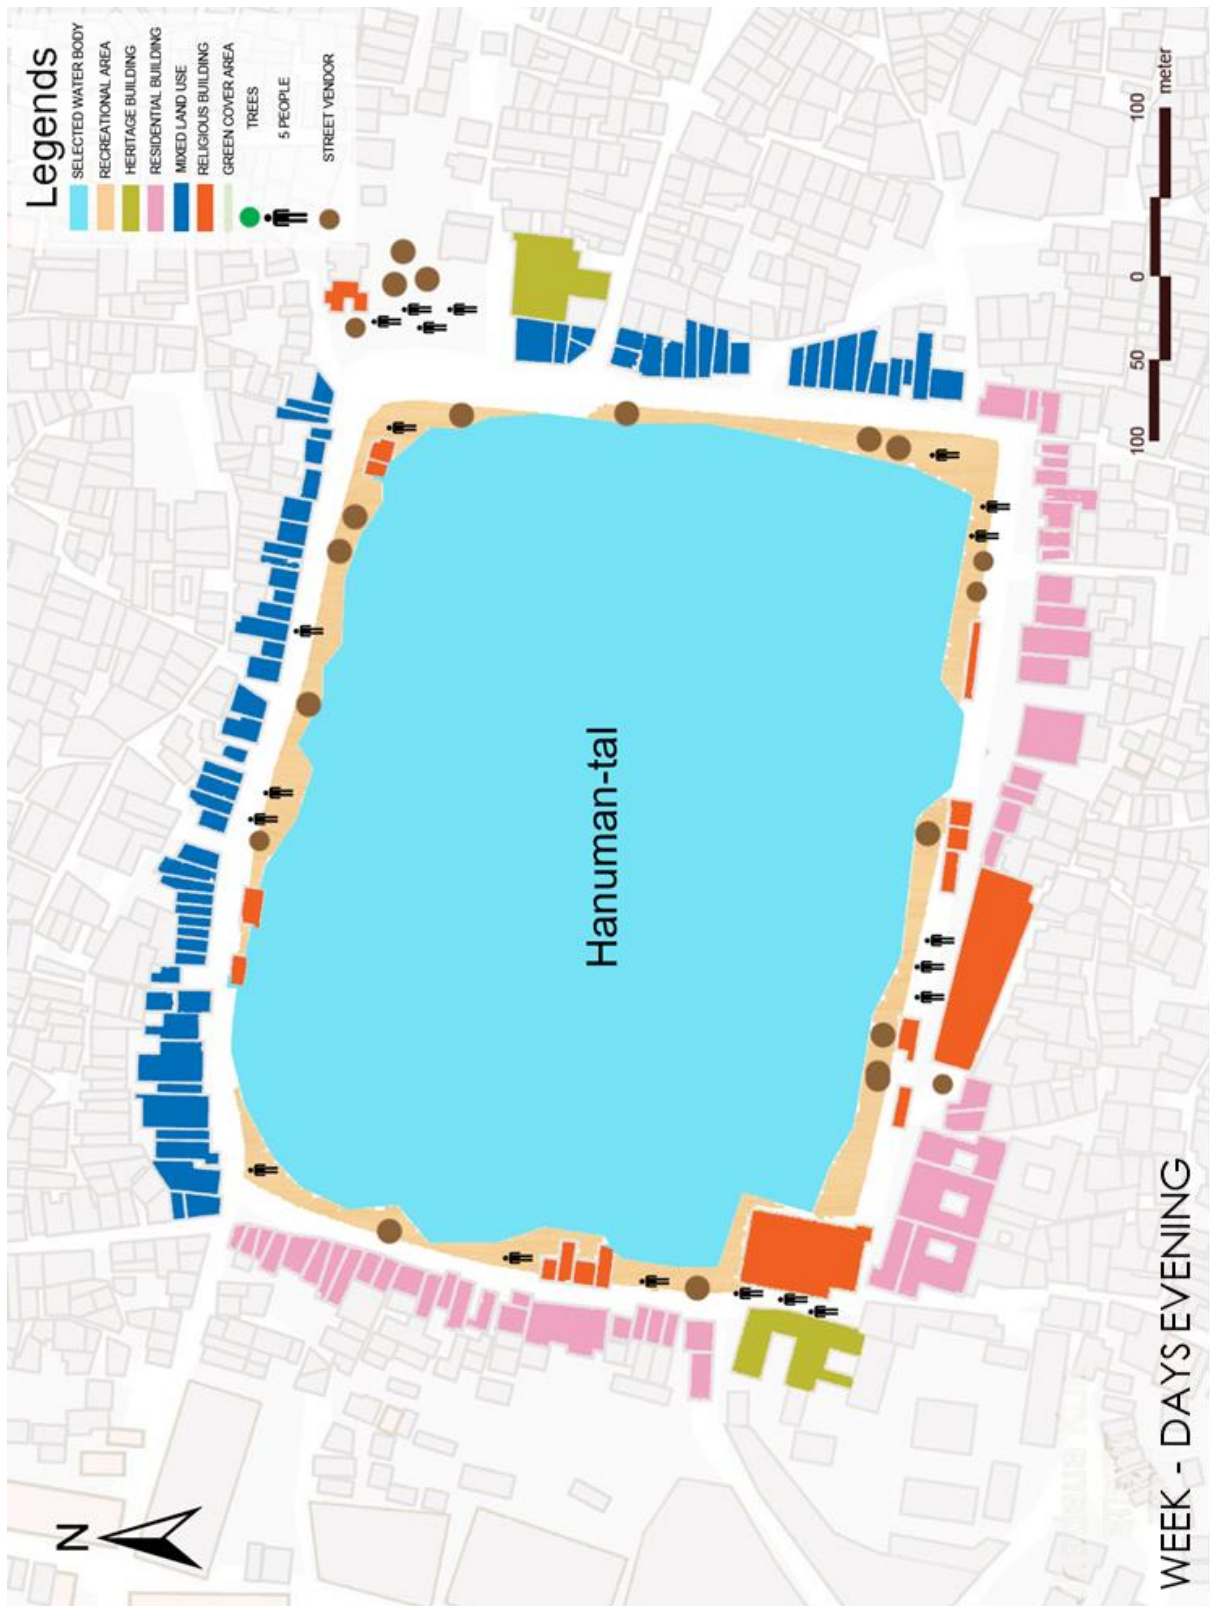 Legends
SELECTED WATER BODY
RECREATIONAL AREA
HERITAGE BUILDING
RESIDENTIAL BUILDING
MIXED LAND USE
RELIGIOUS BUILDING
GREEN COVER AREA
TREES
5 PEOPLE
STREET VENDOR
Hanuman-tal
N
100 50 0 100
meter
WEEK - DAYS EVENING